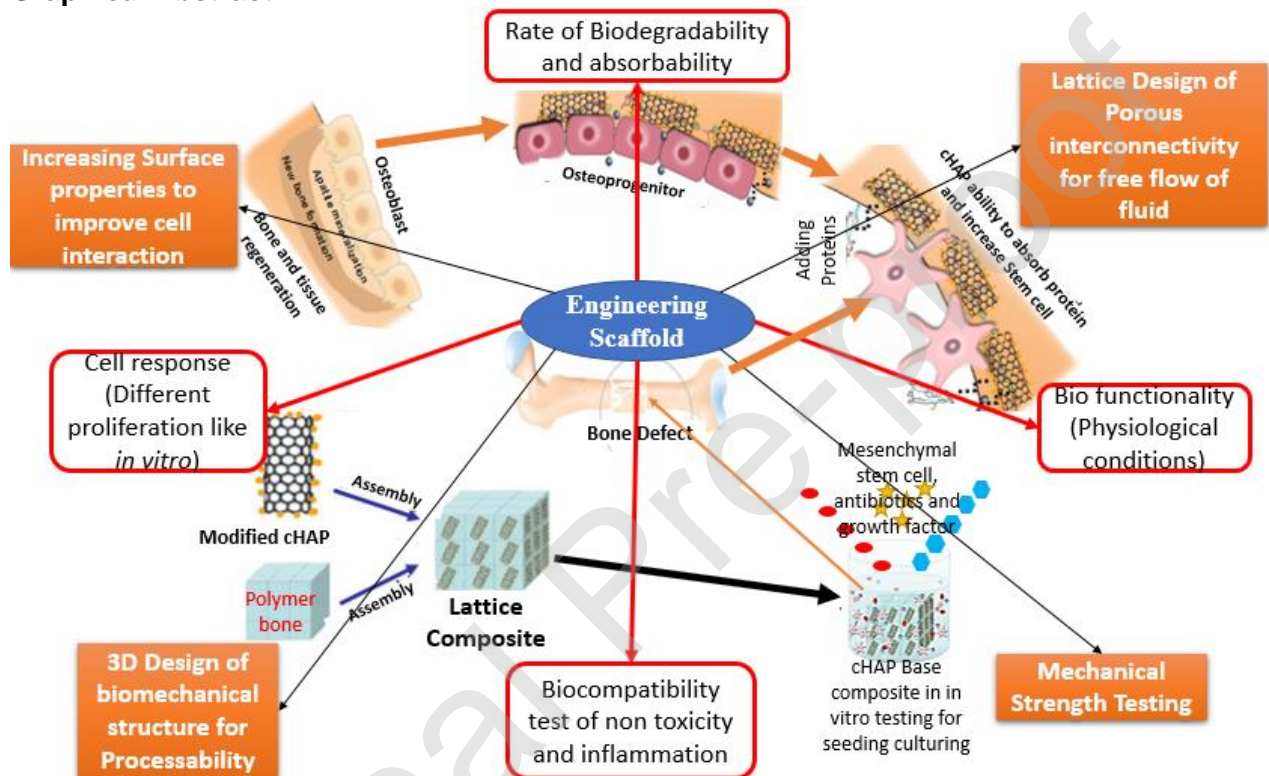 Rate of Biodegradability
and absorbability
Lattice Design of
Porous
interconnectivity
for free flow of
fluid
Increasing Surface
properties to
improve cell
interaction
Osteoblast
Apatite mineralization
New bone formation
Bone and tissue
regeneration
Osteoprogenitor
Adding
Proteins
cHAP ability to absorb protein
and increase Stem cell
Engineering
Scaffold
Cell response
(Different
proliferation like
in vitro)
Bone Defect
Bio functionality
(Physiological
conditions)
Mesenchymal
stem cell,
antibiotics and
growth factor
Modified cHAP
Assembly
Polymer
bone
Assembly
Lattice
Composite
3D Design of
biomechanical
structure for
Processability
Biocompatibility
test of non toxicity
and inflammation
cHAP Base
composite in in
vitro testing for
seeding culturing
Mechanical
Strength Testing